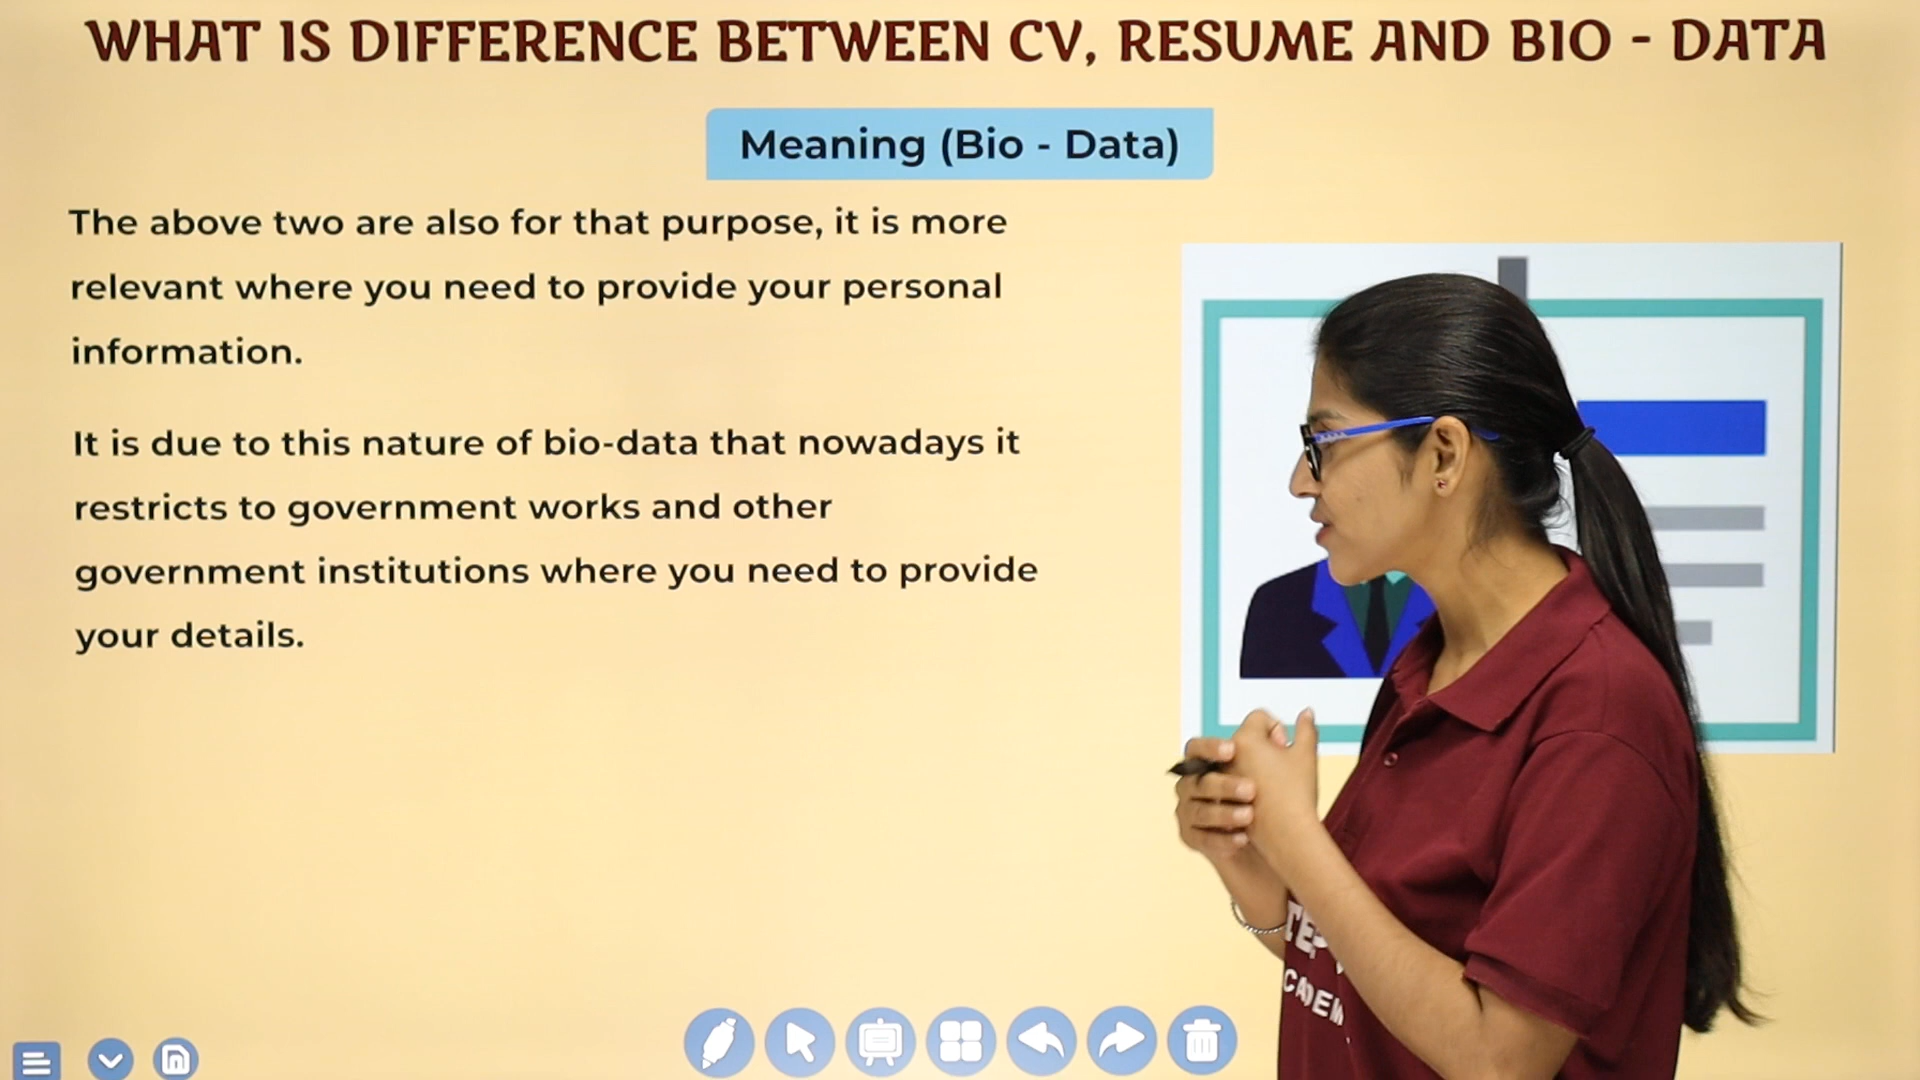 WHAT IS DIFFERENCE BETWEEN CV, RESUME AND BIO - DATA
Meaning (Bio - Data)
The above two are also for that purpose, it is more
relevant where you need to provide your personal
information.
It is due to this nature of bio-data that nowadays it
restricts to government works and other
government institutions where you need to provide
your details.